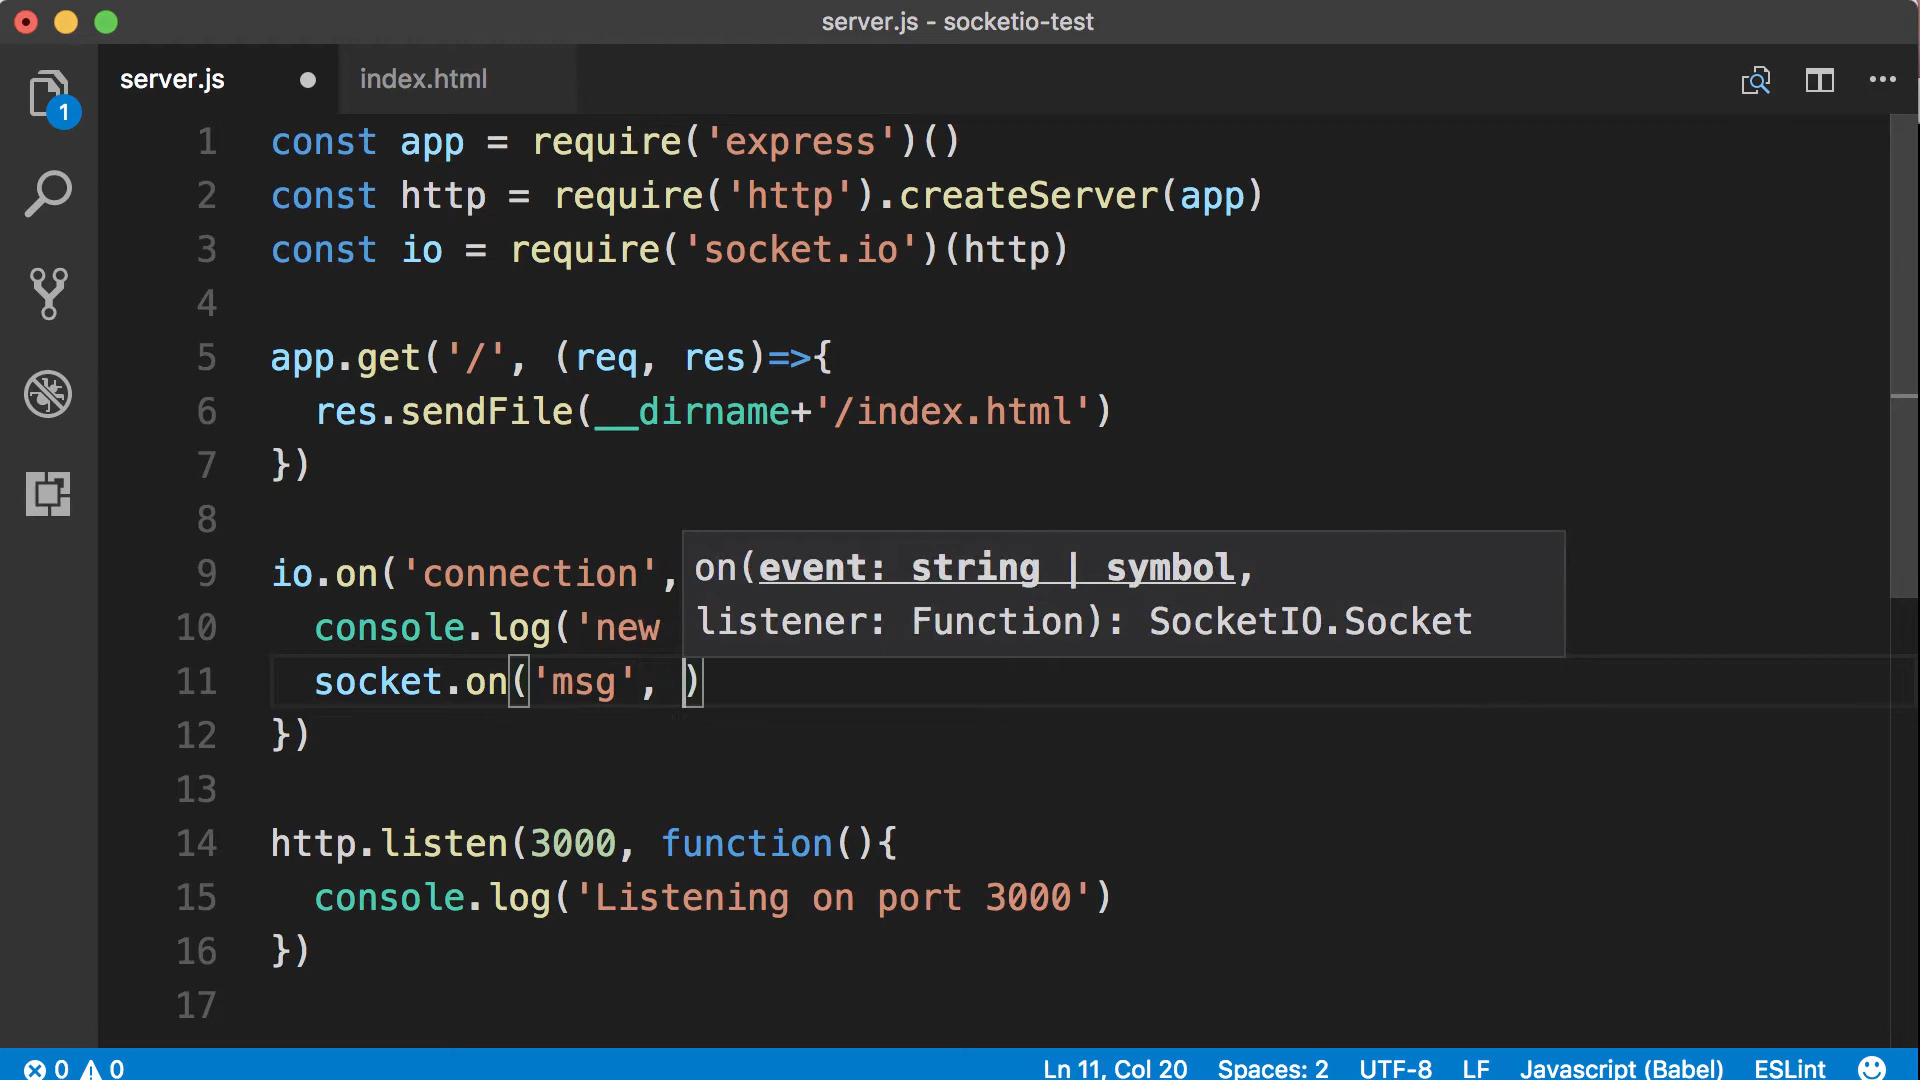 server.js - socketio-test
server.js index.html
1
1 const app = require('express')()
2 const http = require('http').createServer(app)
3 const io = require('socket.io')(http)
4
5 app.get('/', (req, res)=>{
6 res.sendFile(__dirname+'/index.html')
7 })
8
9 io.on('connection',
on(event: string | symbol,
listener: Function): SocketIO.Socket
10 console.log('new
11 socket.on('msg', )
12 })
13
14 http.listen(3000, function(){
15 console.log('Listening on port 3000')
16 })
17
0 0 Ln 11, Col 20 Spaces: 2 UTF-8 LF Javascript (Babel) ESLint